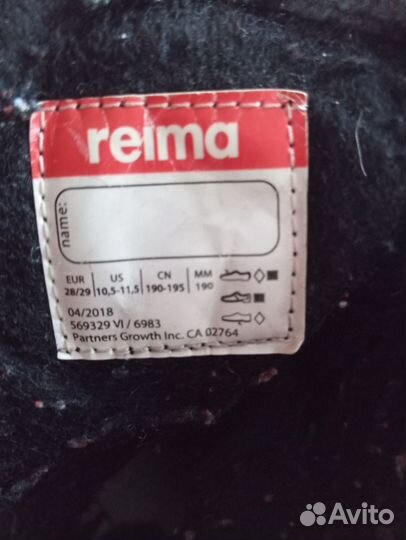 reima
name:
EUR US CN MM
28/29 10,5-11,5 190-195 190
04/2018
569329 VI / 6983
Partners Growth Inc. CA 02764
Avito